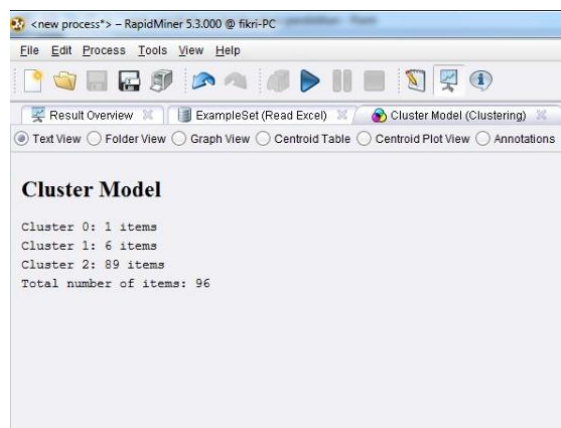 <new process*> – RapidMiner 5.3.000 @ fikri-PC
File Edit Process Tools View Help
Result Overview ExampleSet (Read Excel) Cluster Model (Clustering)
Text View Folder View Graph View Centroid Table Centroid Plot View Annotations
Cluster Model
Cluster 0: 1 items
Cluster 1: 6 items
Cluster 2: 89 items
Total number of items: 96